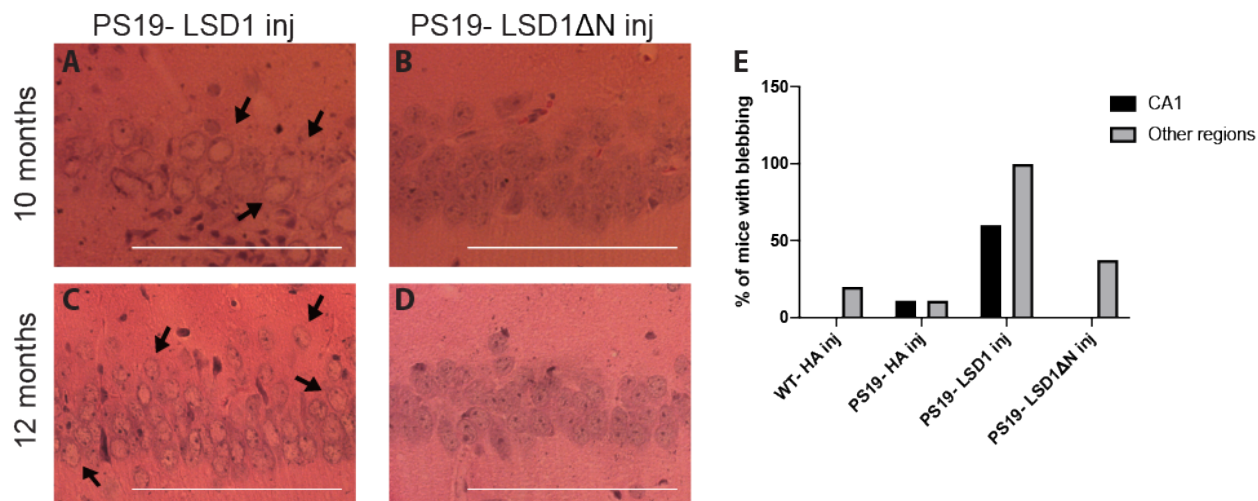 PS19- LSD1 inj
PS19- LSD1ΔN inj
10 months
12 months
A
B
C
D
E
% of mice with blebbing
150
100
50
0
WT- HA inj
PS19- HA inj
PS19- LSD1 inj
PS19- LSD1ΔN inj
CA1
Other regions